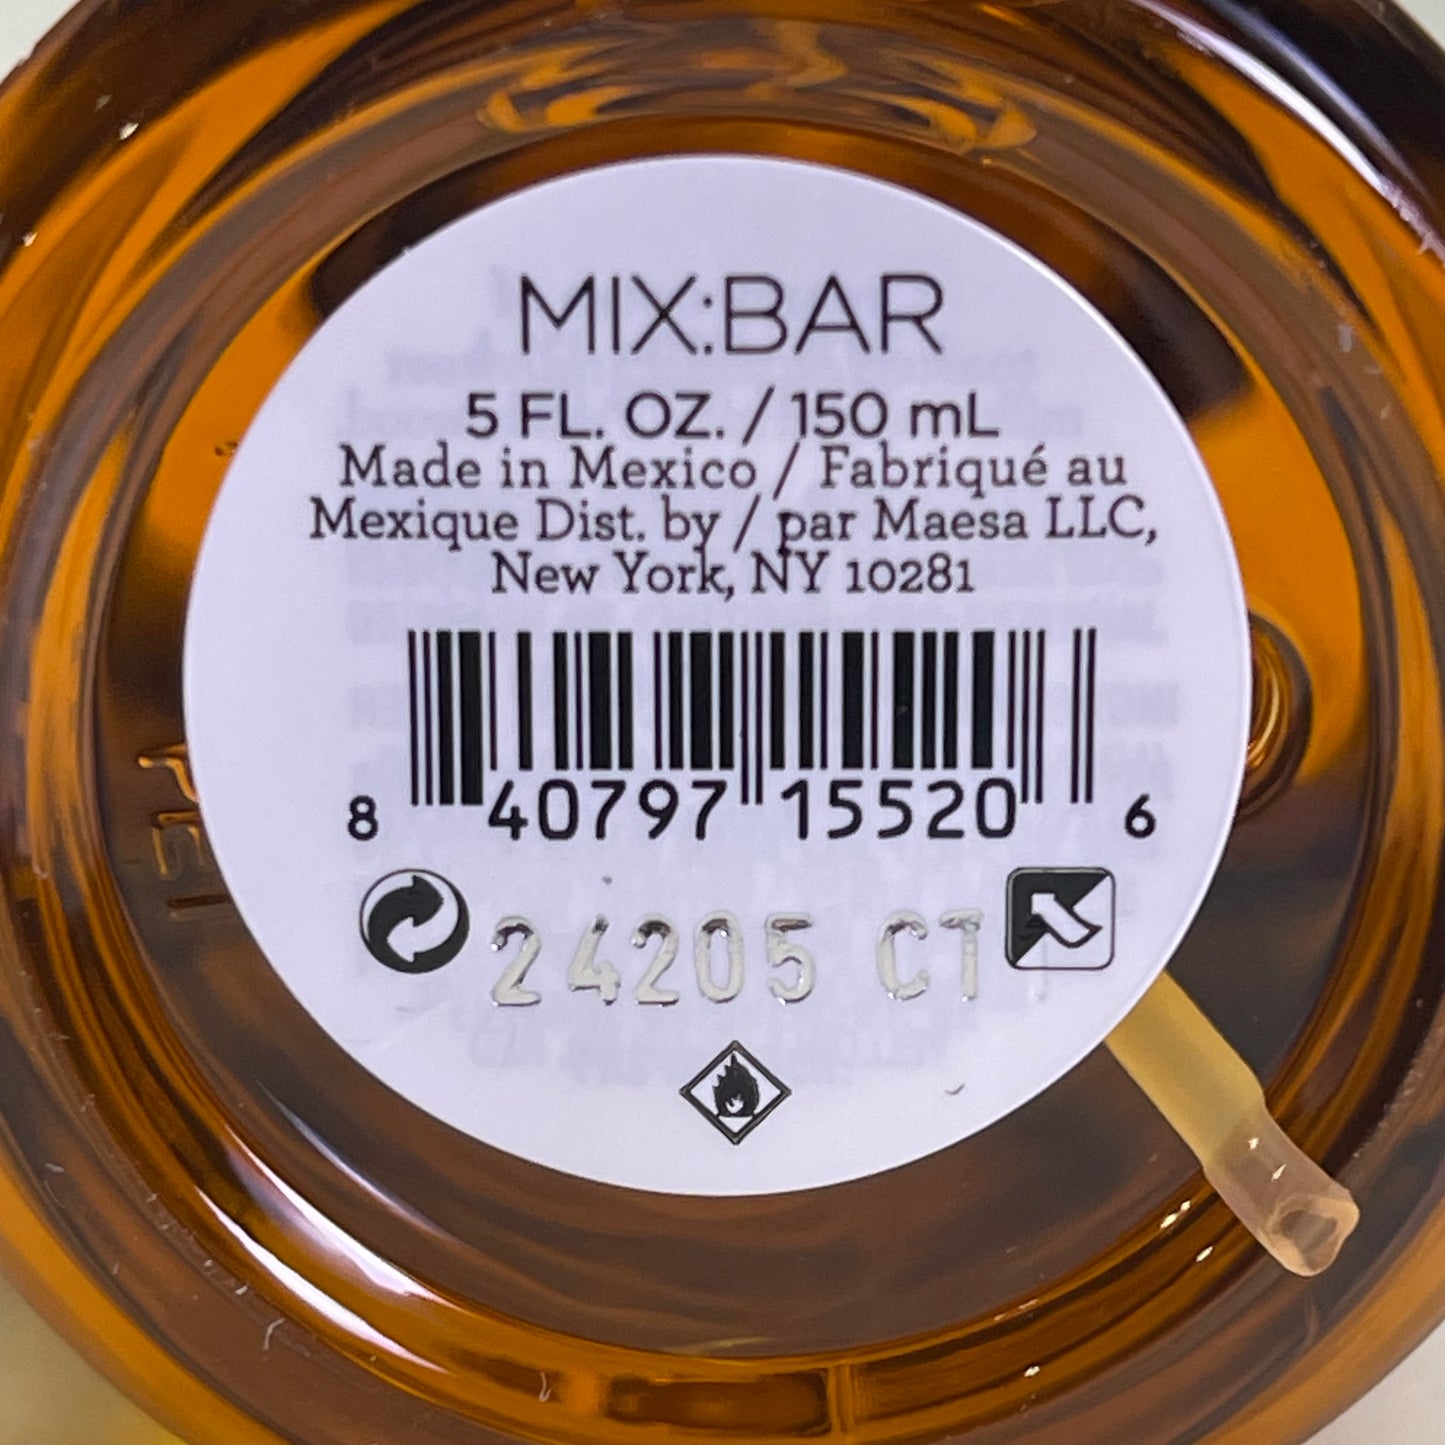 MIX:BAR
5 FL. OZ. / 150 mL
Made in Mexico / Fabriqué au
Mexique Dist. by / par Maesa LLC,
New York, NY 10281
8 40797 15520 6
24205 CT